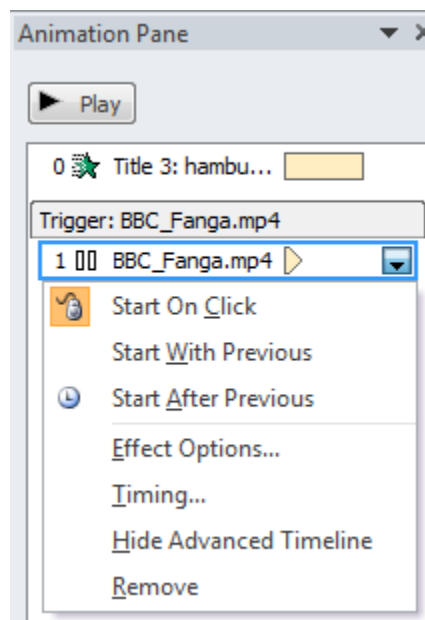 Animation Pane
Play
0 Title 3: hambu...
Trigger: BBC_Fanga.mp4
1 BBC_Fanga.mp4
Start On Click
Start With Previous
Start After Previous
Effect Options...
Timing...
Hide Advanced Timeline
Remove